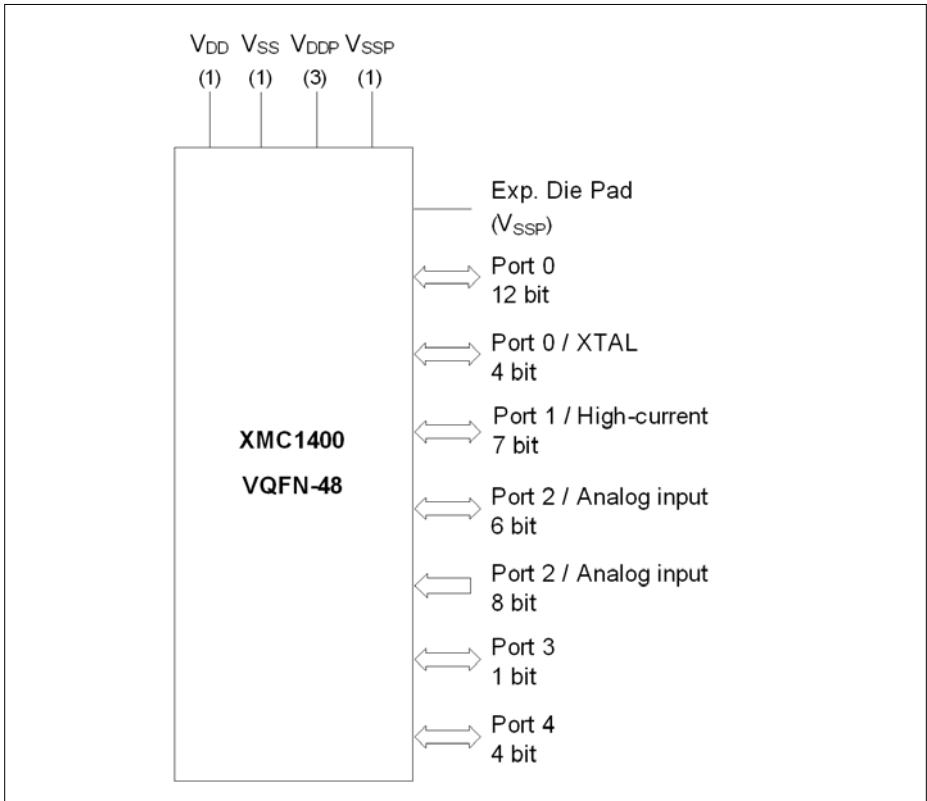 VDD VSS VDDP VSSP
(1) (1) (3) (1)
Exp. Die Pad
(VSSP)
Port 0
12 bit
Port 0 / XTAL
4 bit
Port 1 / High-current
7 bit
XMC1400
VQFN-48
Port 2 / Analog input
6 bit
Port 2 / Analog input
8 bit
Port 3
1 bit
Port 4
4 bit